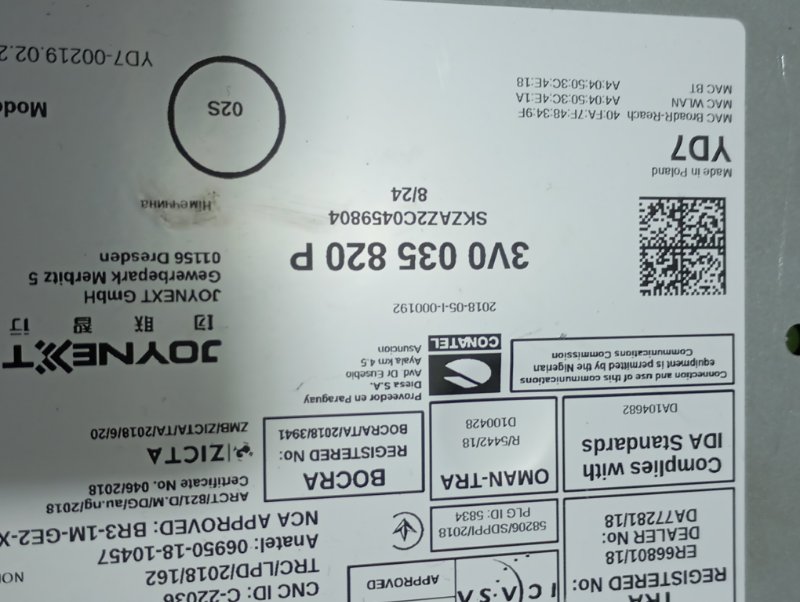 TRA
REGISTERED No:
ER66801/18
DEALER No:
DA77281/18
I C A S A
APPROVED
58206/SDPPI/2018
PLG ID: 5834
CNC ID: C-22036
TRC/LPD/2018/162
Anatel: 06950-18-10457
NCA APPROVED: BR3-1M-GE2-X
ARCT/821/D.M/DG/au.ng/2018
Certificate No. 046/2018
ZICTA
ZMB/ZICTA/TA/2018/6/20
Complies with
IDA Standards
DA104682
OMAN-TRA
R/5442/18
D100428
BOCRA
REGISTERED No:
BOCRA/TA/2018/3941
Connection and use of this communications
equipment is permitted by the Nigerian
Communications Commission
CONATEL
Proveedor en Paraguay
Diesa S.A.
Avd Dr Eusebio
Ayala km 4.5
Asuncion
2018-05-I-000192
JOYNEXT
JOYNEXT GmbH
Gewerbepark Merbitz 5
01156 Dresden
Німеччина
3V0 035 820 P
SKZAZ2C0459804
8/24
Made in Poland
YD7
MAC BroadR-Reach 40:FA:7F:48:34:9F
MAC WLAN A4:04:50:3C:4E:1A
MAC BT A4:04:50:3C:4E:18
02S
YD7-00219.02.2